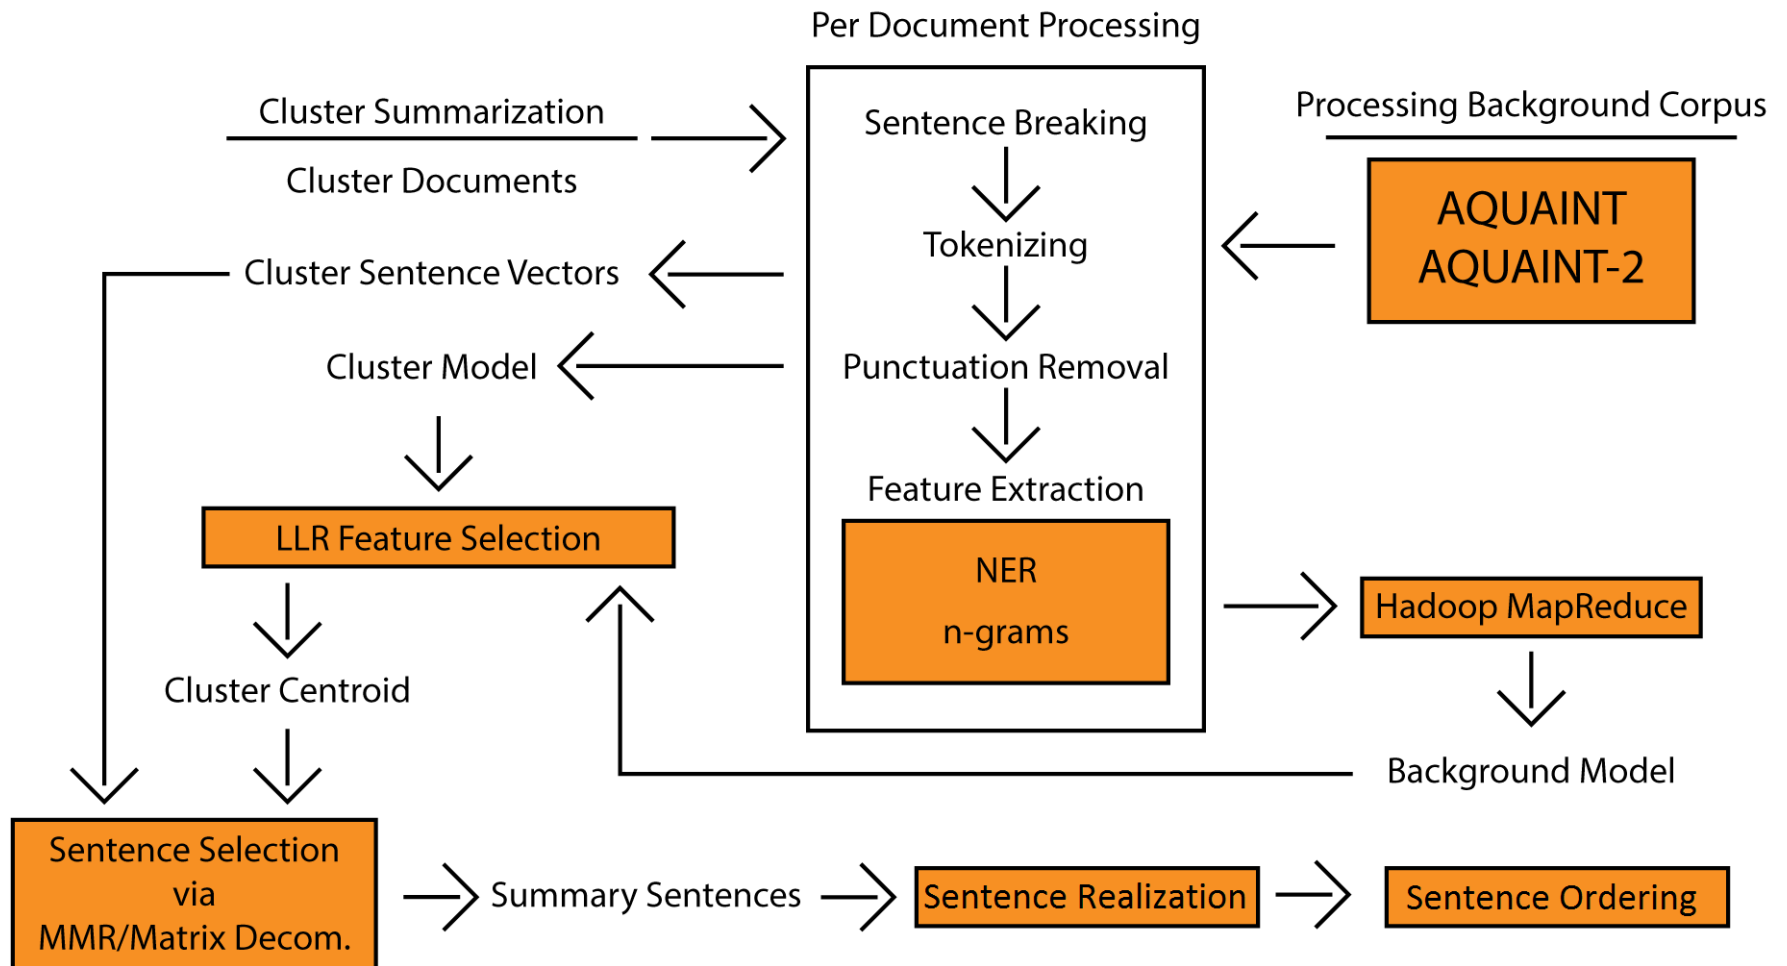 Per Document Processing
Cluster Summarization
Cluster Documents
Sentence Breaking
Tokenizing
Punctuation Removal
Feature Extraction
NER
n-grams
Processing Background Corpus
AQUAINT
AQUAINT-2
Cluster Sentence Vectors
Cluster Model
LLR Feature Selection
Cluster Centroid
Hadoop MapReduce
Background Model
Sentence Selection
via
MMR/Matrix Decom.
Summary Sentences
Sentence Realization
Sentence Ordering